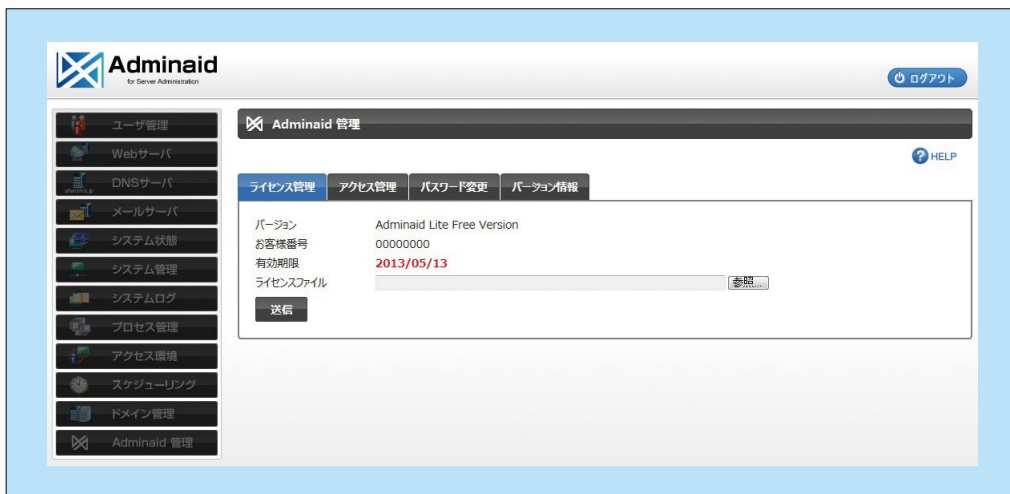 Adminaid
for Server Administration
ログアウト
ユーザ管理
Webサーバ
DNSサーバ
メールサーバ
システム状態
システム管理
システムログ
プロセス管理
アクセス環境
スケジューリング
ドメイン管理
Adminaid 管理
Adminaid 管理
HELP
ライセンス管理 アクセス管理 パスワード変更 バージョン情報
バージョン Adminaid Lite Free Version
お客様番号 00000000
有効期限 2013/05/13
ライセンスファイル 参照...
送信